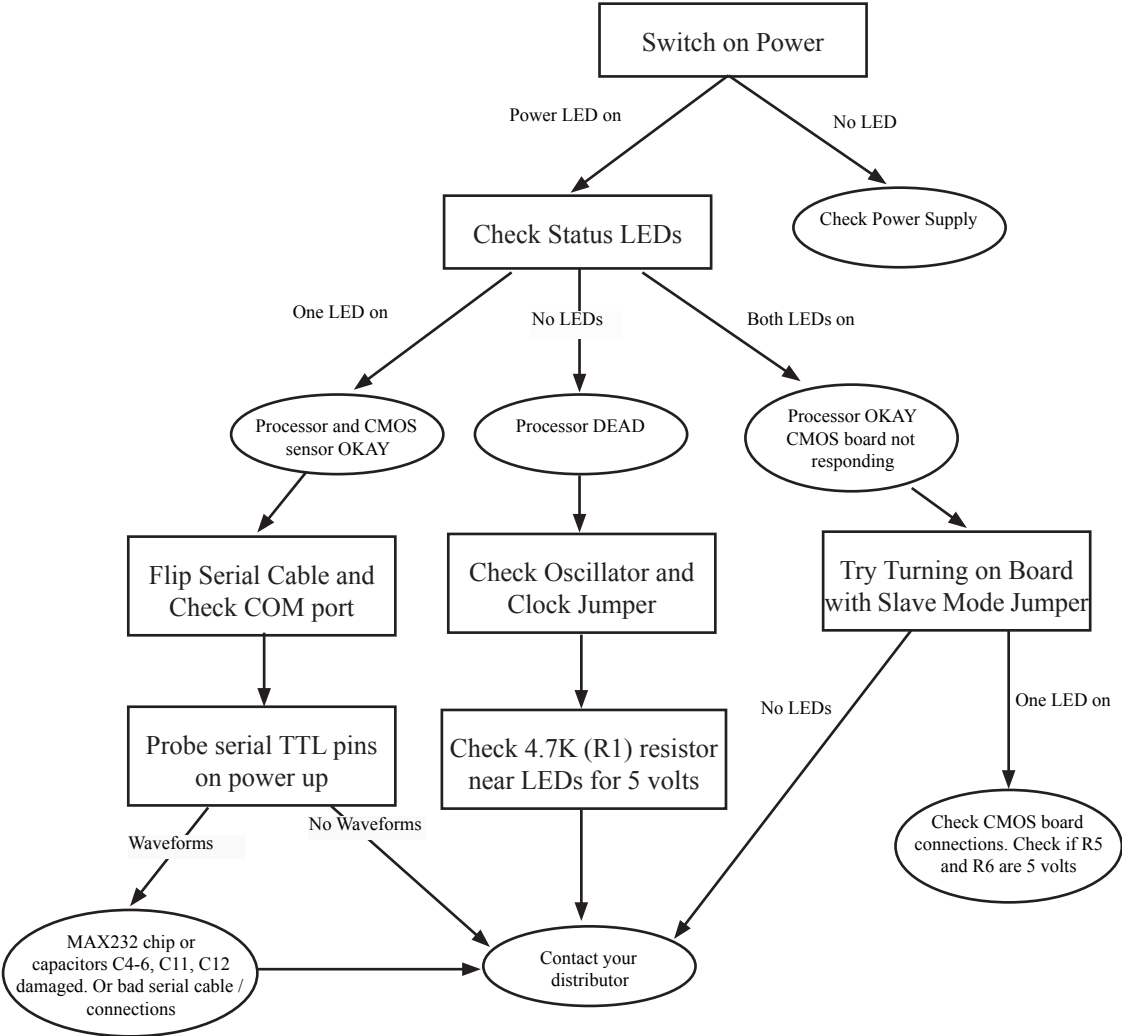 Switch on Power
Power LED on
No LED
Check Status LEDs
Check Power Supply
One LED on
No LEDs
Both LEDs on
Processor and CMOS
sensor OKAY
Processor DEAD
Processor OKAY
CMOS board not
responding
Flip Serial Cable and
Check COM port
Check Oscillator and
Clock Jumper
Try Turning on Board
with Slave Mode Jumper
No LEDs
One LED on
Probe serial TTL pins
on power up
Check 4.7K (R1) resistor
near LEDs for 5 volts
Waveforms
No Waveforms
Check CMOS board
connections. Check if R5
and R6 are 5 volts
MAX232 chip or
capacitors C4-6, C11, C12
damaged. Or bad serial cable /
connections
Contact your
distributor